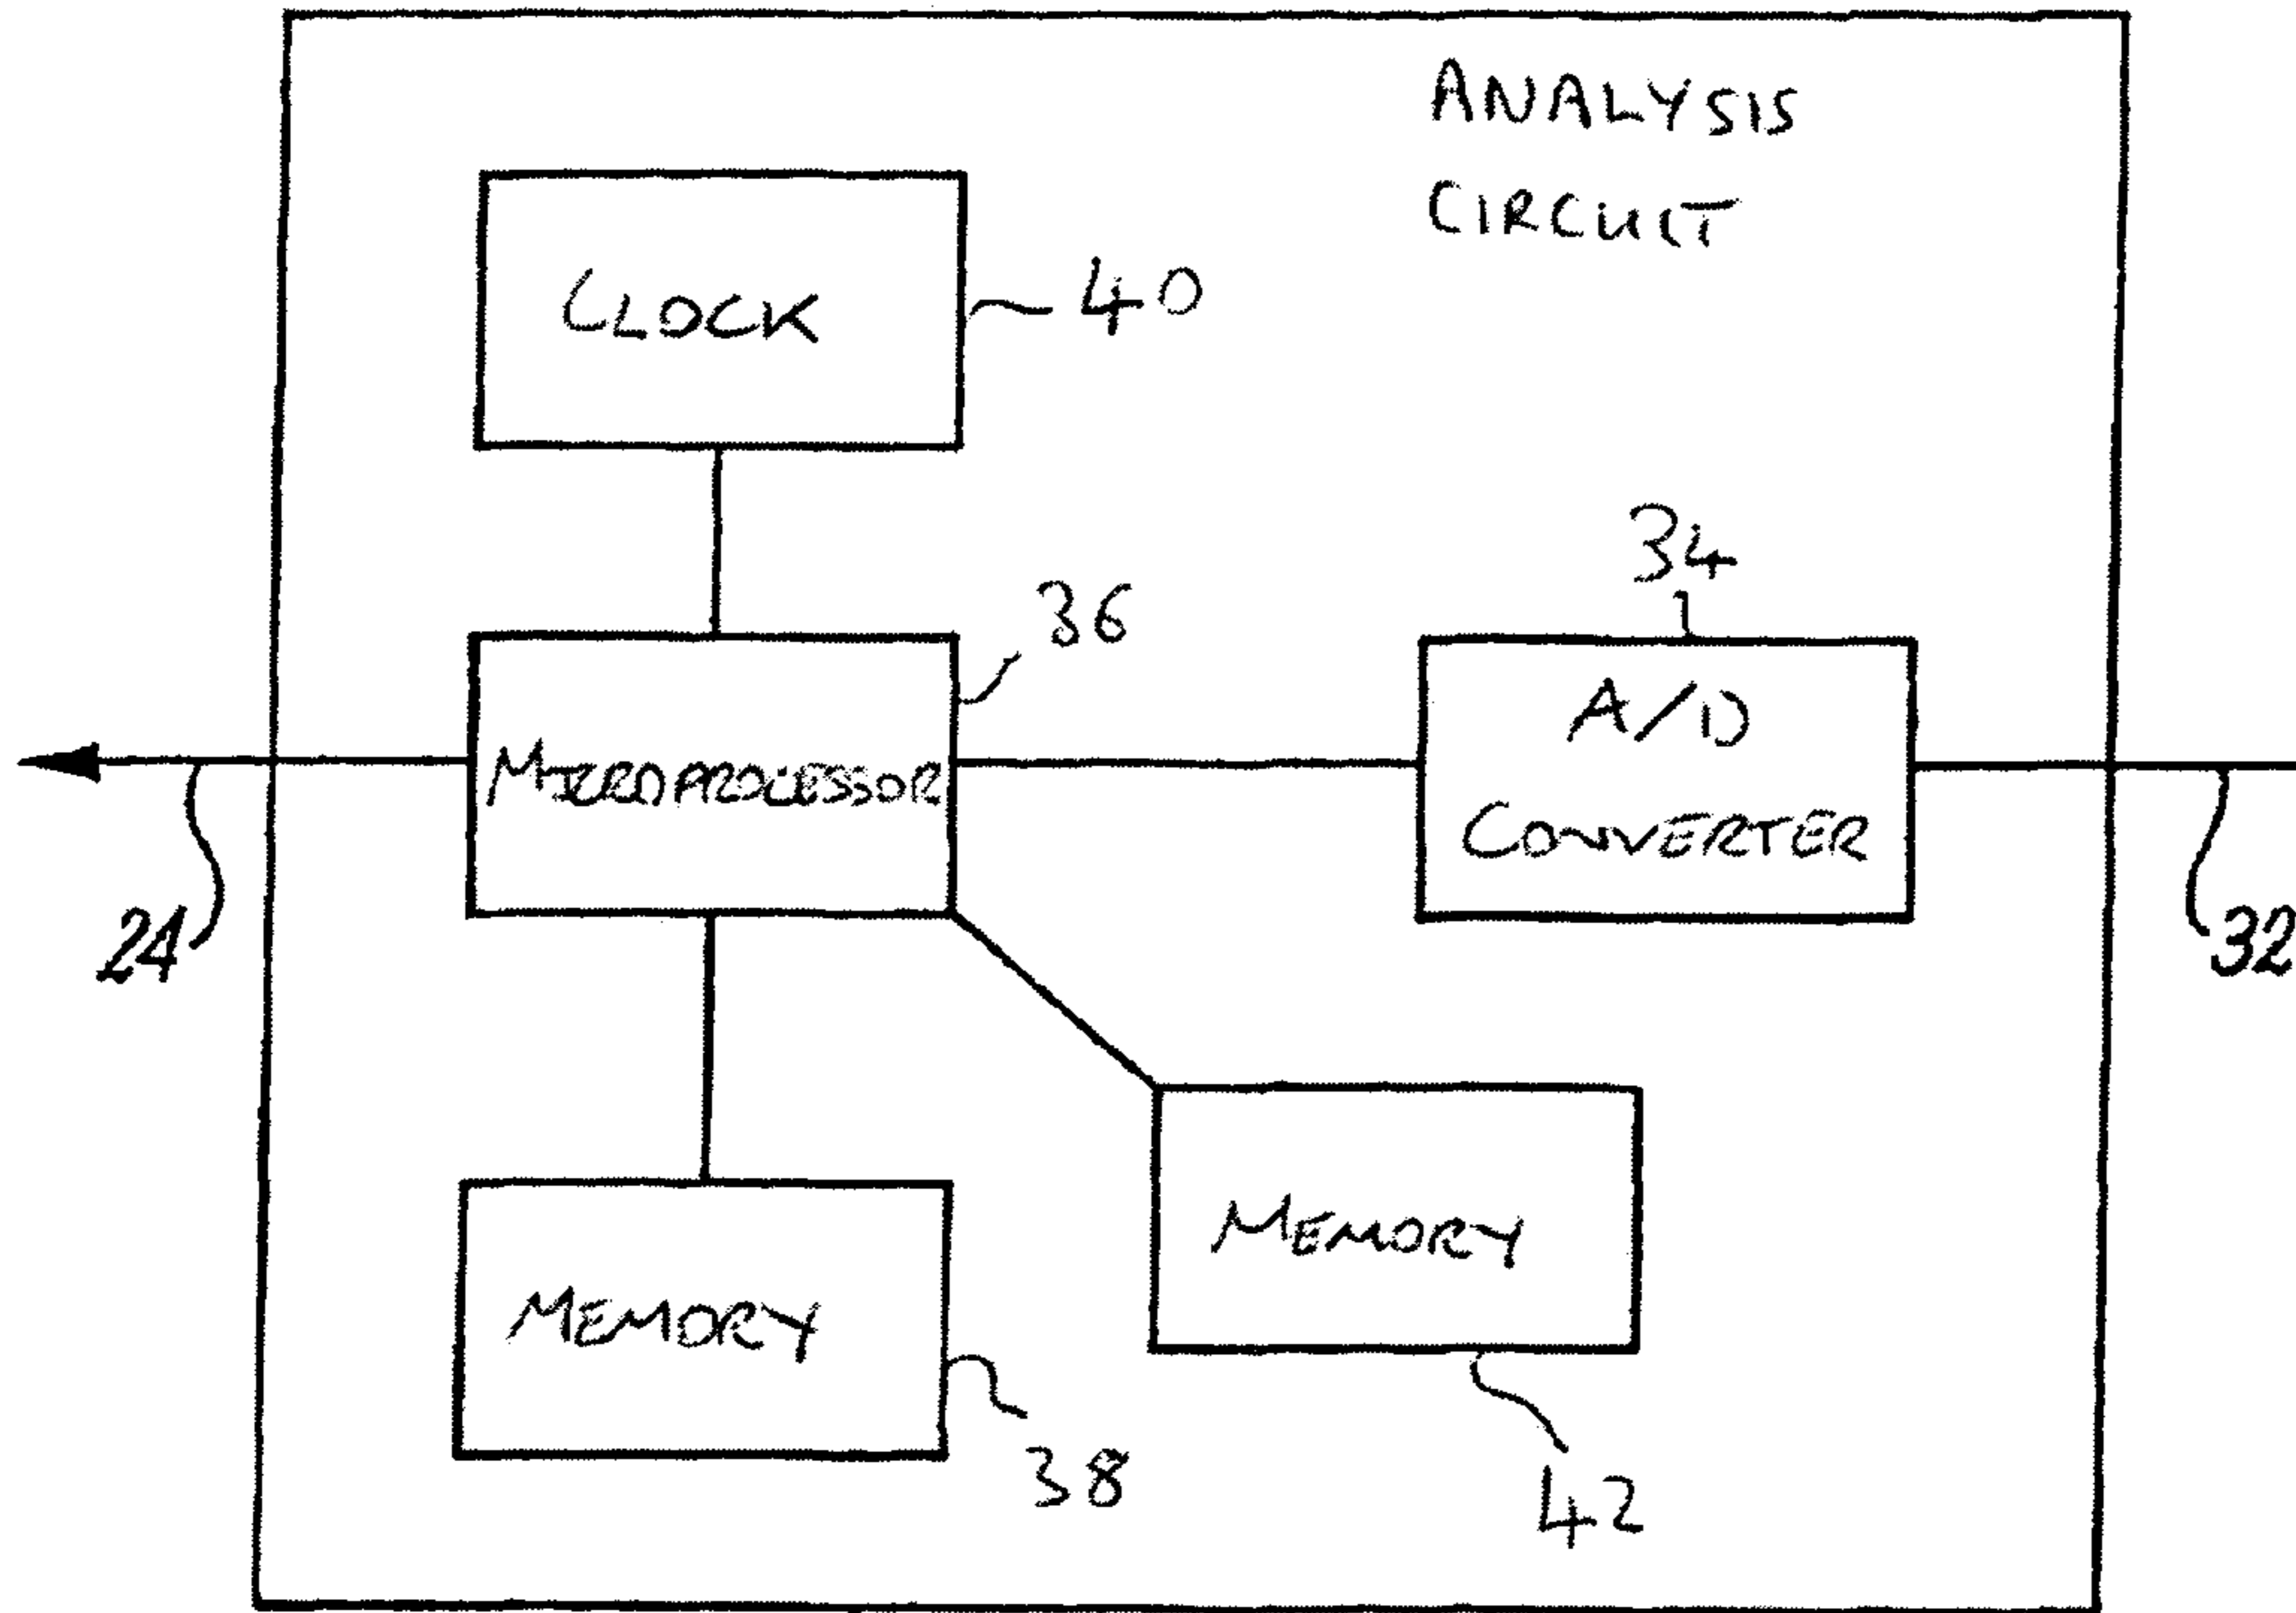 ANALYSIS
CIRCUIT
CLOCK
40
34
36
A/D
CONVERTER
MICROPROCESSOR
24
32
MEMORY
MEMORY
38
42